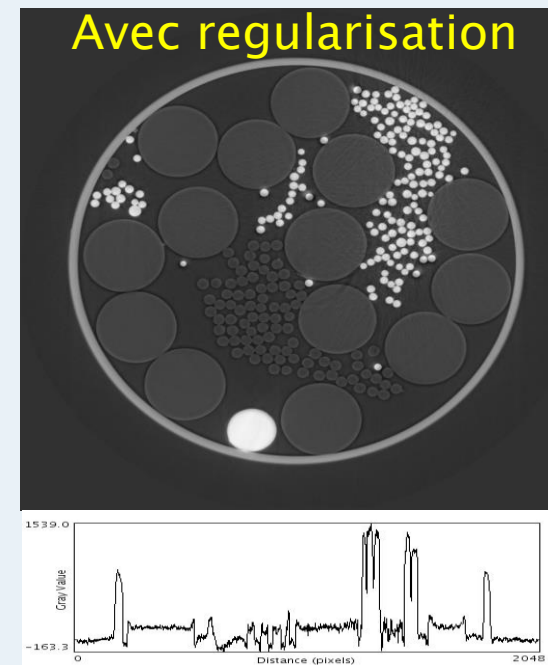 Avec regularisation
1539.0
Gray Value
-163.3
0
Distance (pixels)
2048